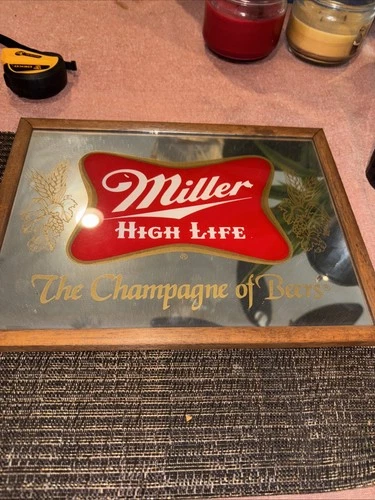 Miller
HIGH LIFE
The Champagne of Beers